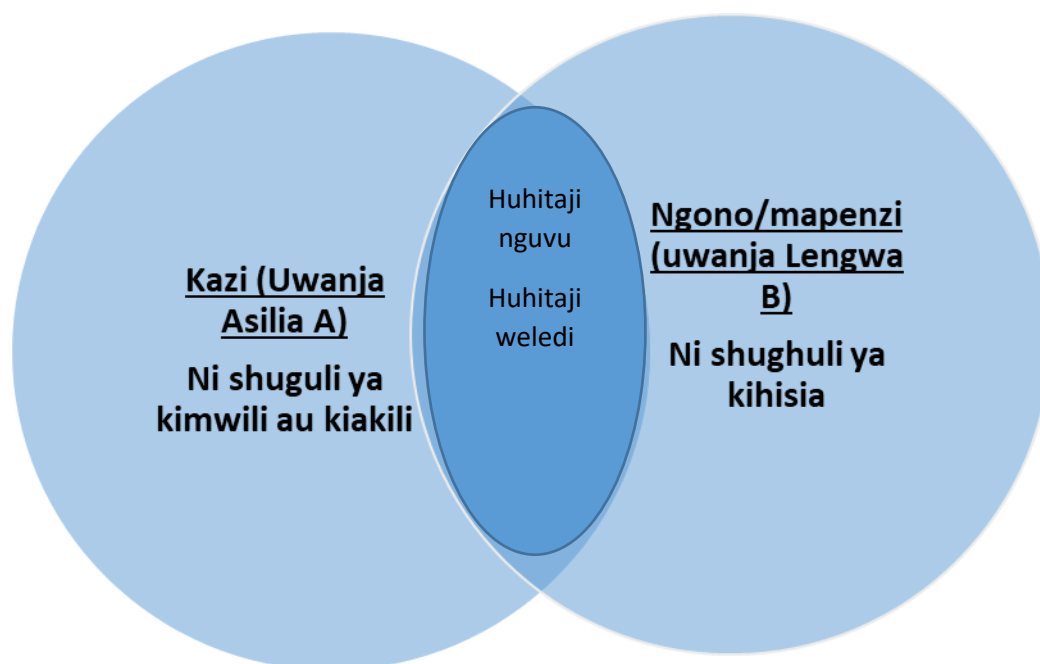 Kazi (Uwanja
Asilia A)
Ni shuguli ya
kimwili au kiakili
Huhitaji
nguvu
Huhitaji
weledi
Ngono/mapenzi
(uwanja Lengwa
B)
Ni shughuli ya
kihisia